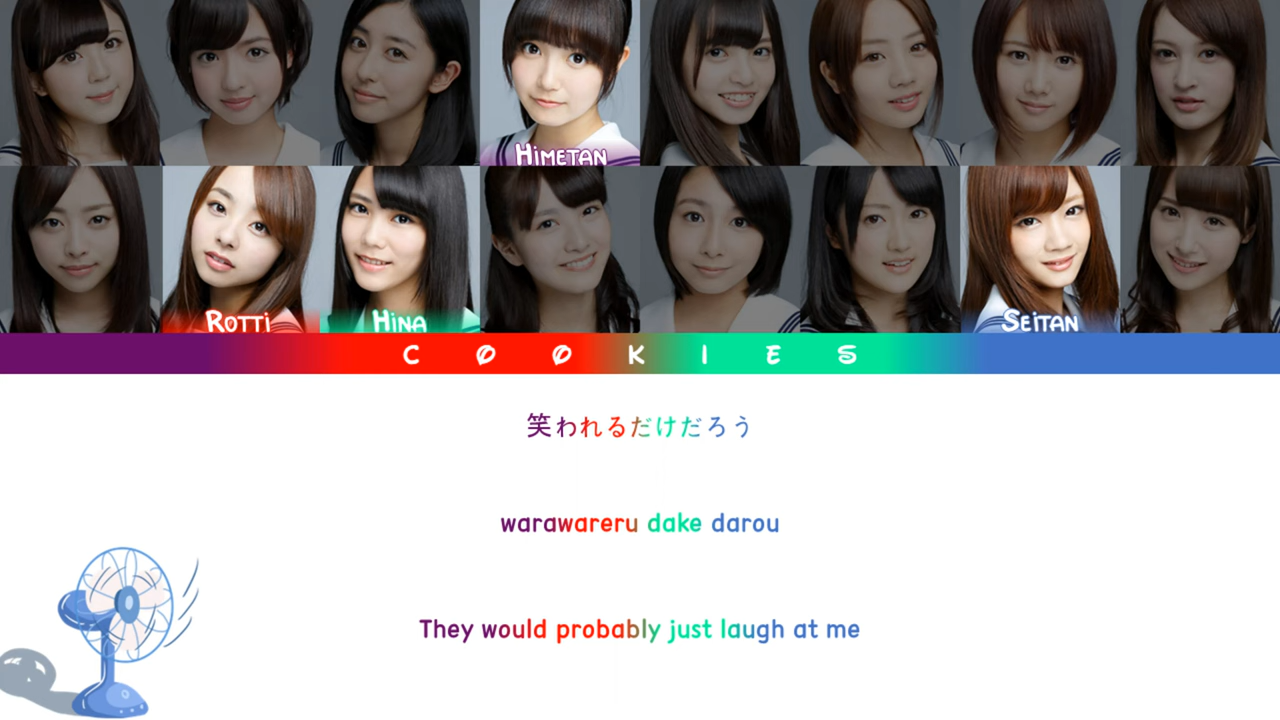 HIMETAN
ROTTI HINA SEITAN
COOKIES
笑われるだけだろう
warawareru dake darou
They would probably just laugh at me